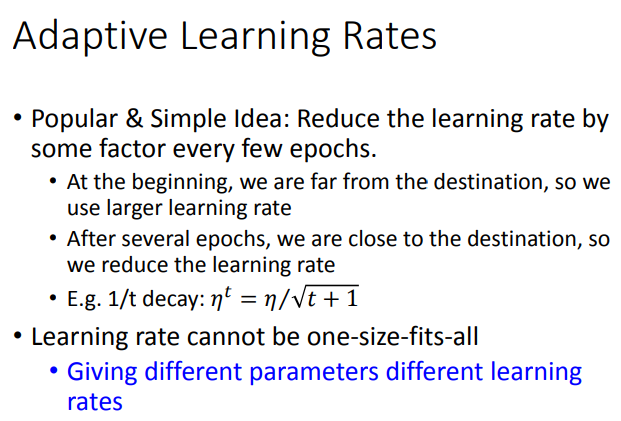 Adaptive Learning Rates
• Popular & Simple Idea: Reduce the learning rate by
some factor every few epochs.
• At the beginning, we are far from the destination, so we
use larger learning rate
• After several epochs, we are close to the destination, so
we reduce the learning rate
• E.g. 1/t decay: 𝜂ᵗ = 𝜂/√(t + 1)
• Learning rate cannot be one-size-fits-all
• Giving different parameters different learning
rates